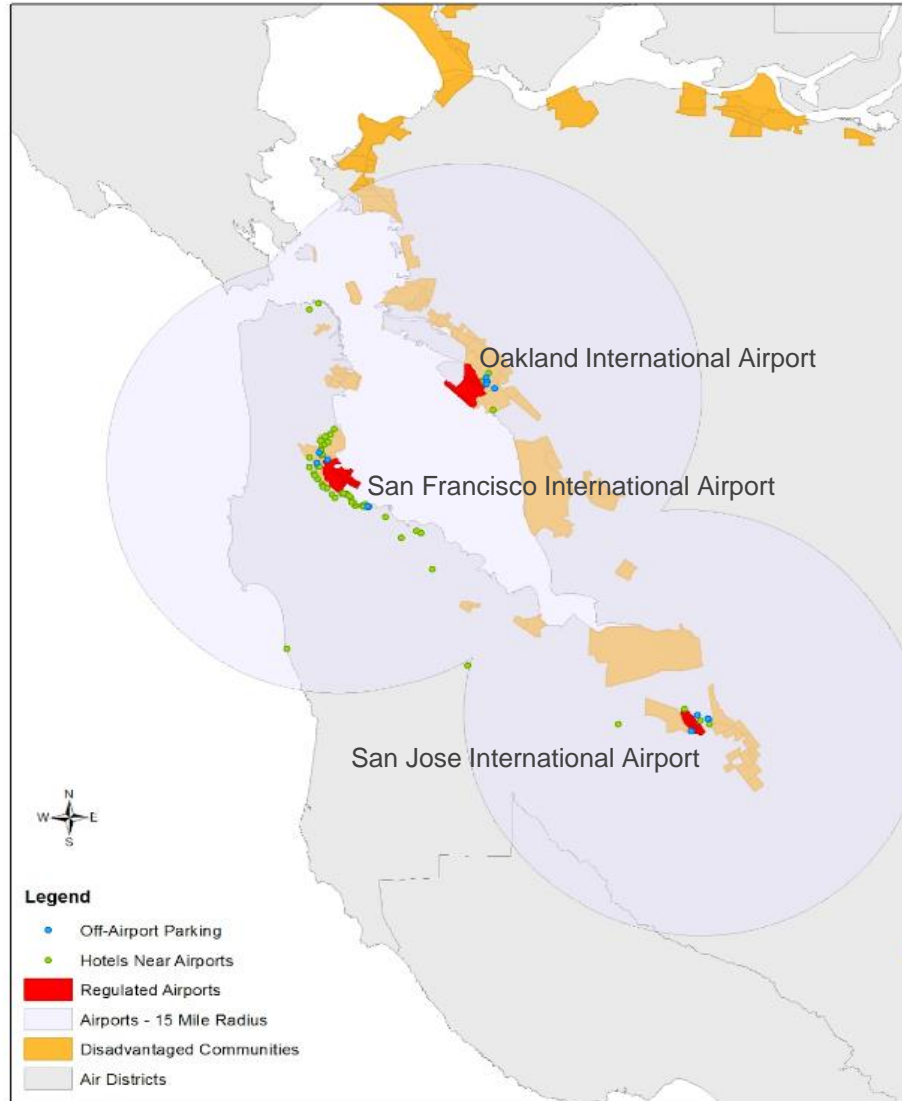 Oakland International Airport
San Francisco International Airport
San Jose International Airport
N
W E
S
Legend
Off-Airport Parking
Hotels Near Airports
Regulated Airports
Airports - 15 Mile Radius
Disadvantaged Communities
Air Districts